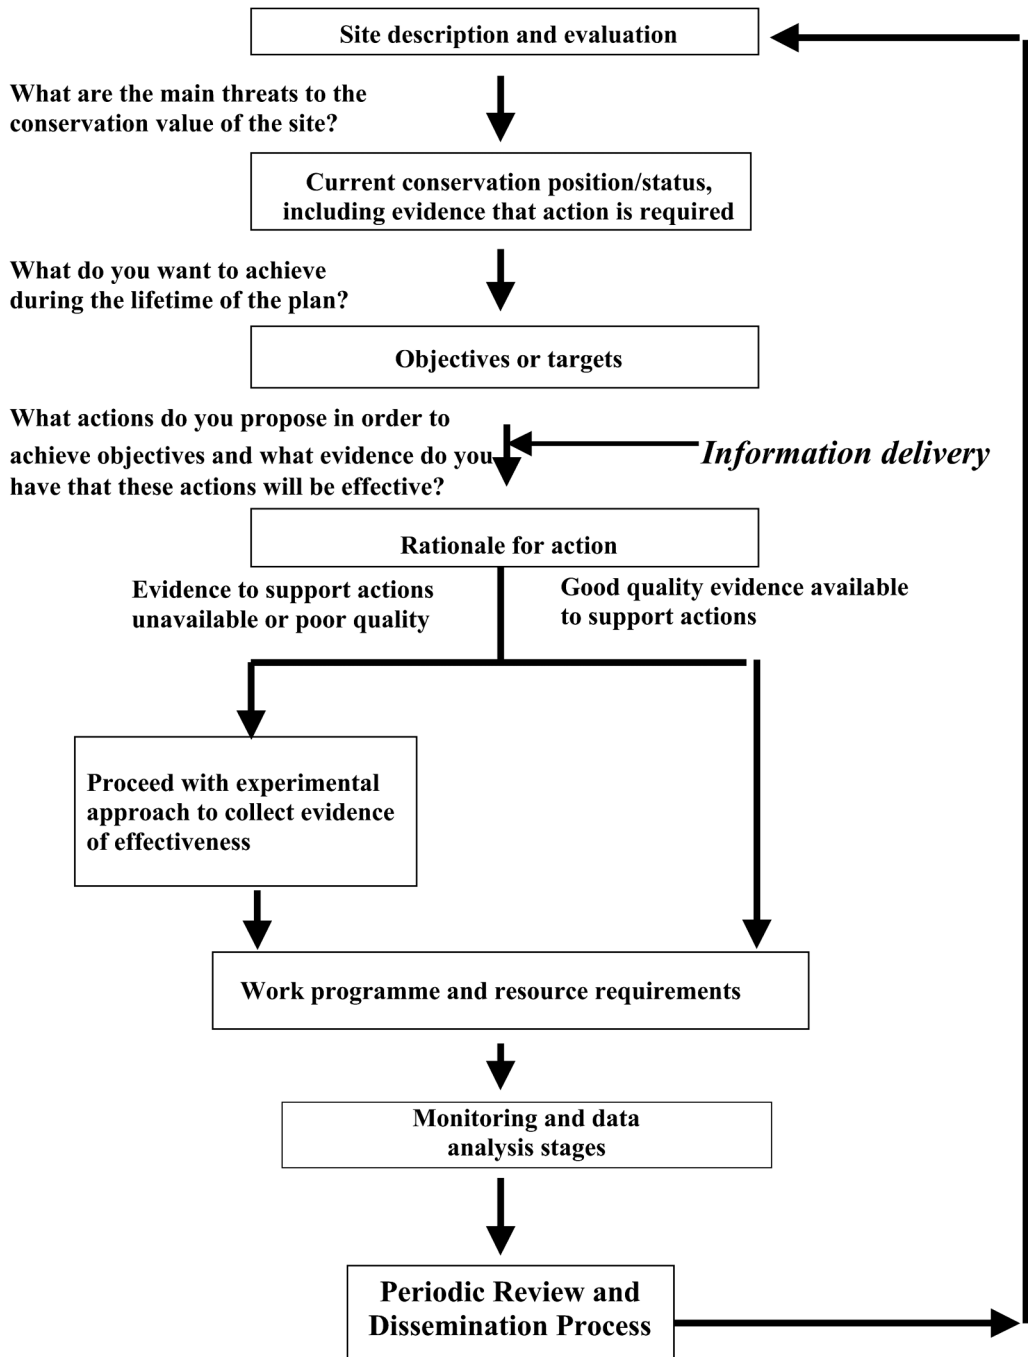 Site description and evaluation
What are the main threats to the
conservation value of the site?
Current conservation position/status,
including evidence that action is required
What do you want to achieve
during the lifetime of the plan?
Objectives or targets
What actions do you propose in order to
achieve objectives and what evidence do you
have that these actions will be effective?
Information delivery
Rationale for action
Evidence to support actions
unavailable or poor quality
Good quality evidence available
to support actions
Proceed with experimental
approach to collect evidence
of effectiveness
Work programme and resource requirements
Monitoring and data
analysis stages
Periodic Review and
Dissemination Process